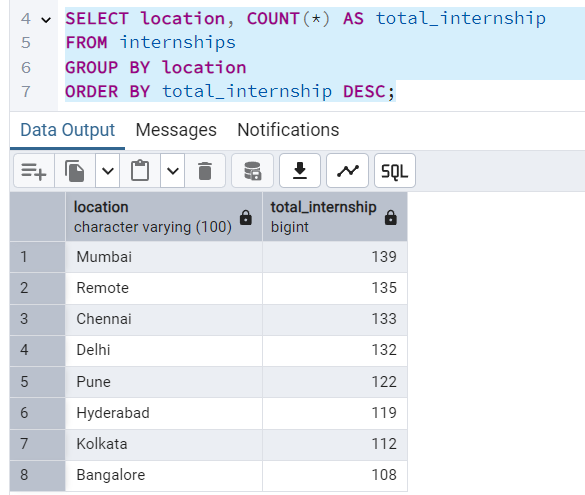 4 SELECT location, COUNT(*) AS total_internship
5 FROM internships
6 GROUP BY location
7 ORDER BY total_internship DESC;
Data Output Messages Notifications
SQL
location total_internship
character varying (100) bigint
1 Mumbai 139
2 Remote 135
3 Chennai 133
4 Delhi 132
5 Pune 122
6 Hyderabad 119
7 Kolkata 112
8 Bangalore 108